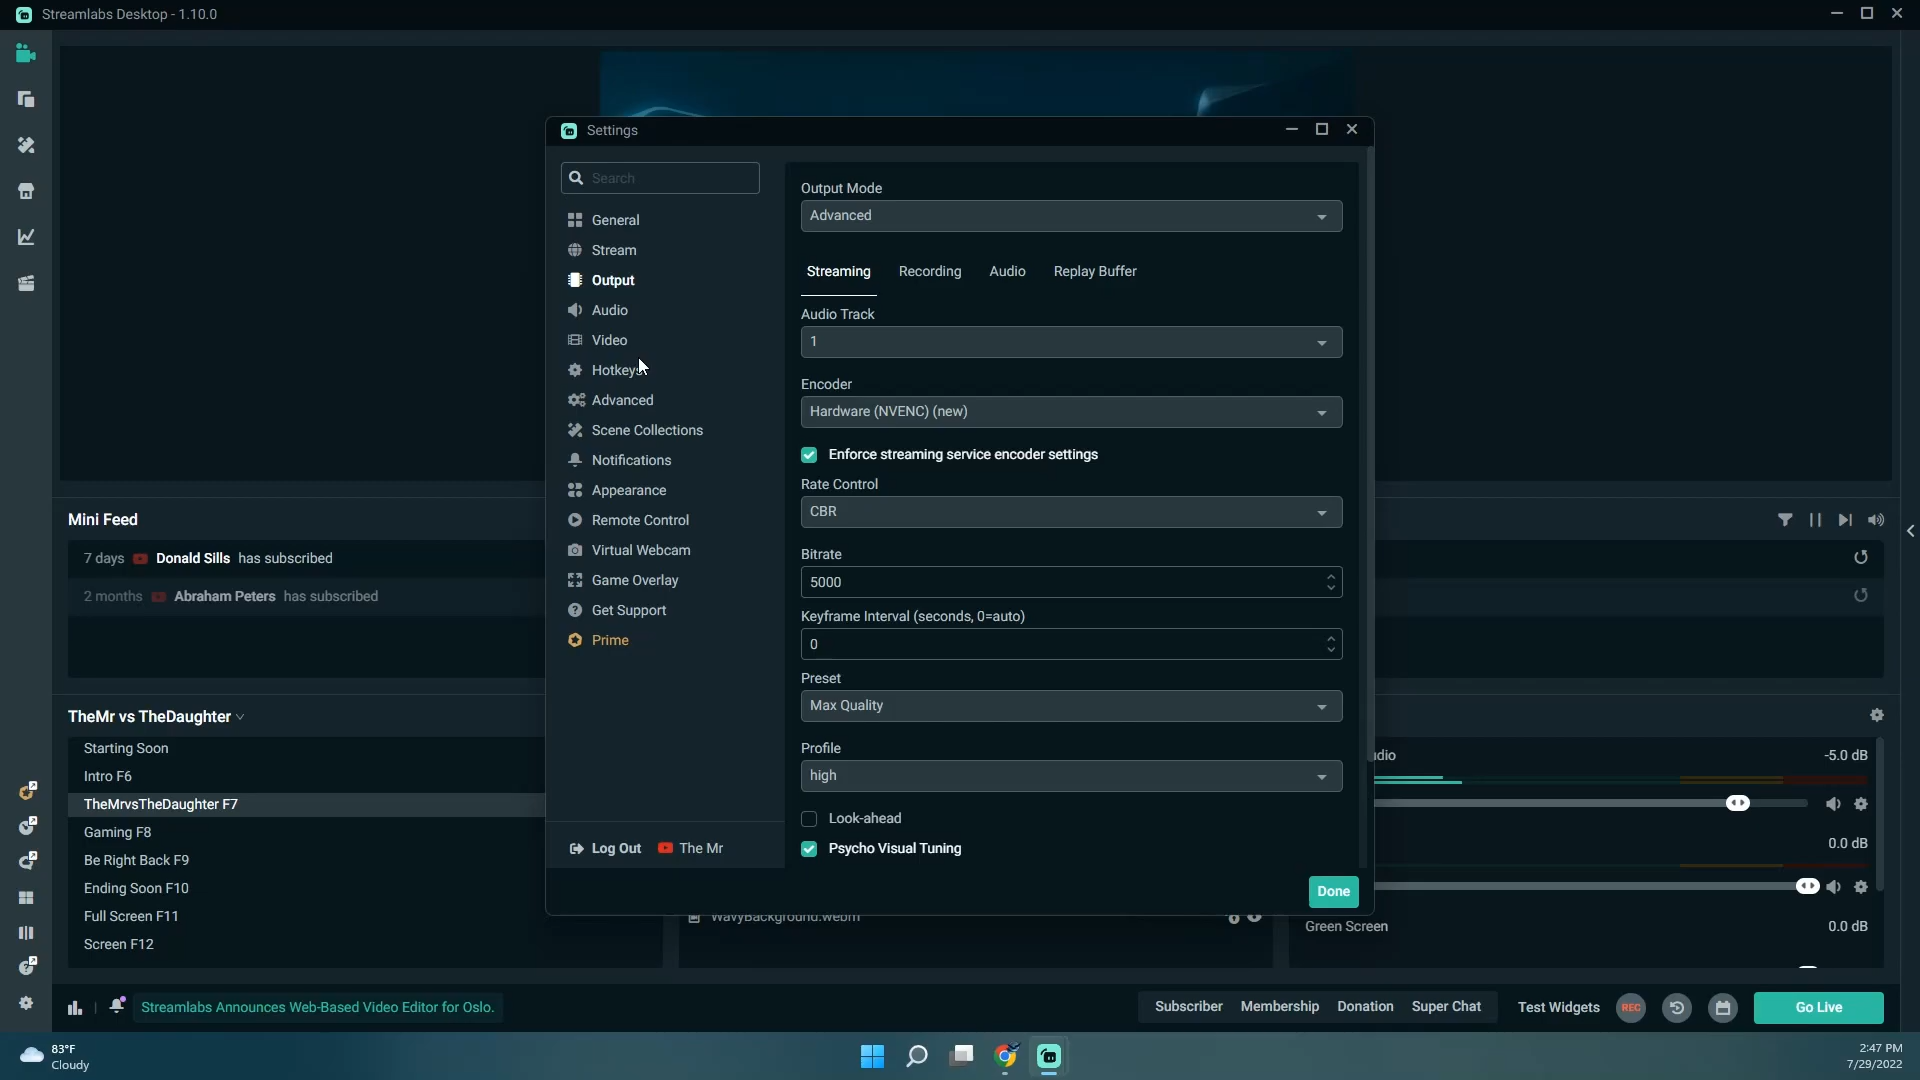 Streamlabs Desktop - 1.10.0
Settings
Search
General
Stream
Output
Audio
Video
Hotkeys
Advanced
Scene Collections
Notifications
Appearance
Remote Control
Virtual Webcam
Game Overlay
Get Support
Prime
Log Out The Mr
Output Mode
Advanced
Streaming Recording Audio Replay Buffer
Audio Track
1
Encoder
Hardware (NVENC) (new)
Enforce streaming service encoder settings
Rate Control
CBR
Bitrate
5000
Keyframe Interval (seconds, 0=auto)
0
Preset
Max Quality
Profile
high
Look-ahead
Psycho Visual Tuning
Done
Mini Feed
7 days Donald Sills has subscribed
2 months Abraham Peters has subscribed
TheMr vs TheDaughter
Starting Soon
Intro F6
TheMrvsTheDaughter F7
Gaming F8
Be Right Back F9
Ending Soon F10
Full Screen F11
Screen F12
WavyBackground.webm
dio -5.0 dB
0.0 dB
Green Screen 0.0 dB
Streamlabs Announces Web-Based Video Editor for Oslo.
Subscriber Membership Donation Super Chat Test Widgets REC Go Live
83°F
Cloudy
2:47 PM
7/29/2022